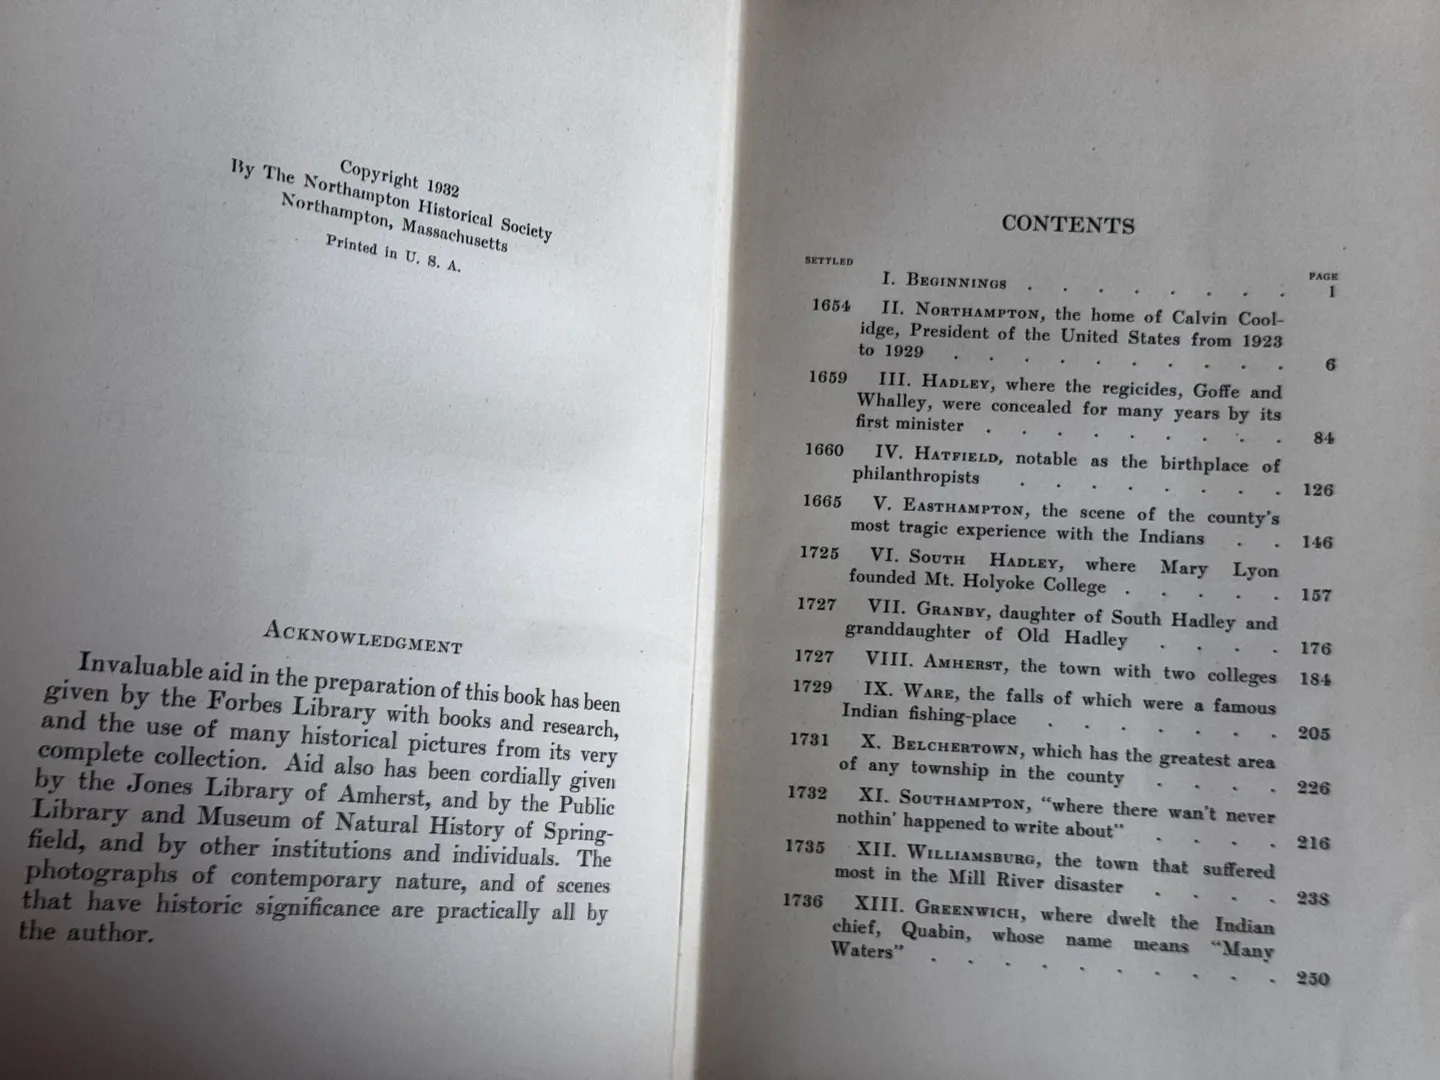 Copyright 1932
By The Northampton Historical Society
Northampton, Massachusetts
Printed in U. S. A.
ACKNOWLEDGMENT
Invaluable aid in the preparation of this book has been
given by the Forbes Library with books and research,
and the use of many historical pictures from its very
complete collection. Aid also has been cordially given
by the Jones Library of Amherst, and by the Public
Library and Museum of Natural History of Spring-
field, and by other institutions and individuals. The
photographs of contemporary nature, and of scenes
that have historic significance are practically all by
the author.
CONTENTS
SETTLED PAGE
I. BEGINNINGS . . . . . . . . 1
1654 II. NORTHAMPTON, the home of Calvin Cool-
idge, President of the United States from 1923
to 1929 . . . . . . . . . . 6
1659 III. HADLEY, where the regicides, Goffe and
Whalley, were concealed for many years by its
first minister . . . . . . . . . 84
1660 IV. HATFIELD, notable as the birthplace of
philanthropists . . . . . . . . 126
1665 V. EASTHAMPTON, the scene of the county's
most tragic experience with the Indians . . 146
1725 VI. SOUTH HADLEY, where Mary Lyon
founded Mt. Holyoke College . . . . . 157
1727 VII. GRANBY, daughter of South Hadley and
granddaughter of Old Hadley . . . . 176
1727 VIII. AMHERST, the town with two colleges 184
1729 IX. WARE, the falls of which were a famous
Indian fishing-place . . . . . . . 205
1731 X. BELCHERTOWN, which has the greatest area
of any township in the county . . . . 226
1732 XI. SOUTHAMPTON, "where there wan't never
nothin' happened to write about" . . . . 216
1735 XII. WILLIAMSBURG, the town that suffered
most in the Mill River disaster . . . . 238
1736 XIII. GREENWICH, where dwelt the Indian
chief, Quabin, whose name means "Many
Waters" . . . . . . . . . . 250